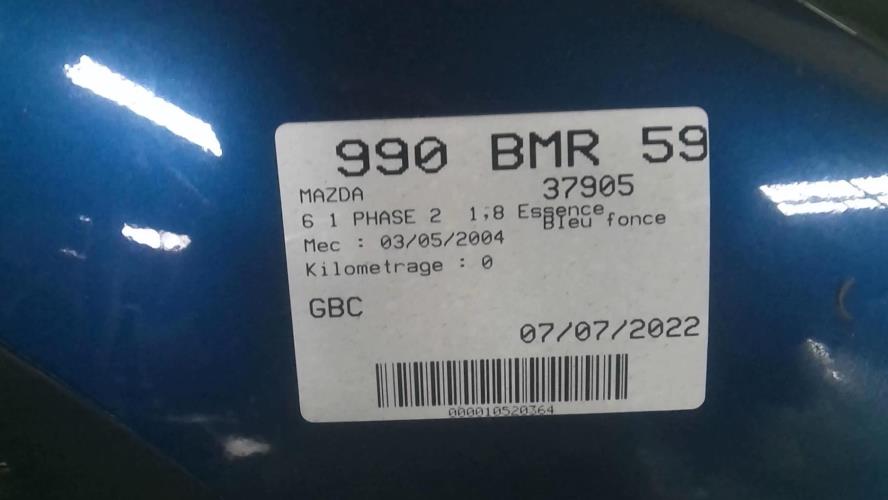 990 BMR 59
MAZDA 37905
6 1 PHASE 2 1,8 Essence
Bleu fonce
Mec : 03/05/2004
Kilometrage : 0
GBC
07/07/2022
000010520364